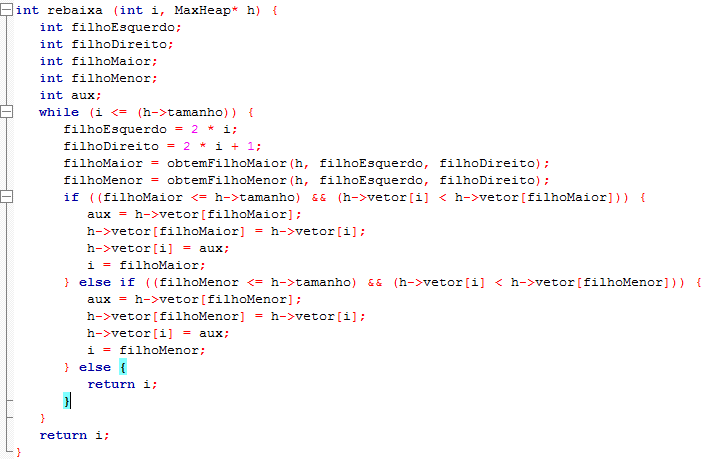 int rebaixa (int i, MaxHeap* h) {
int filhoEsquerdo;
int filhoDireito;
int filhoMaior;
int filhoMenor;
int aux;
while (i <= (h->tamanho)) {
filhoEsquerdo = 2 * i;
filhoDireito = 2 * i + 1;
filhoMaior = obtemFilhoMaior(h, filhoEsquerdo, filhoDireito);
filhoMenor = obtemFilhoMenor(h, filhoEsquerdo, filhoDireito);
if ((filhoMaior <= h->tamanho) && (h->vetor[i] < h->vetor[filhoMaior])) {
aux = h->vetor[filhoMaior];
h->vetor[filhoMaior] = h->vetor[i];
h->vetor[i] = aux;
i = filhoMaior;
} else if ((filhoMenor <= h->tamanho) && (h->vetor[i] < h->vetor[filhoMenor])) {
aux = h->vetor[filhoMenor];
h->vetor[filhoMenor] = h->vetor[i];
h->vetor[i] = aux;
i = filhoMenor;
} else {
return i;
}
}
return i;
}